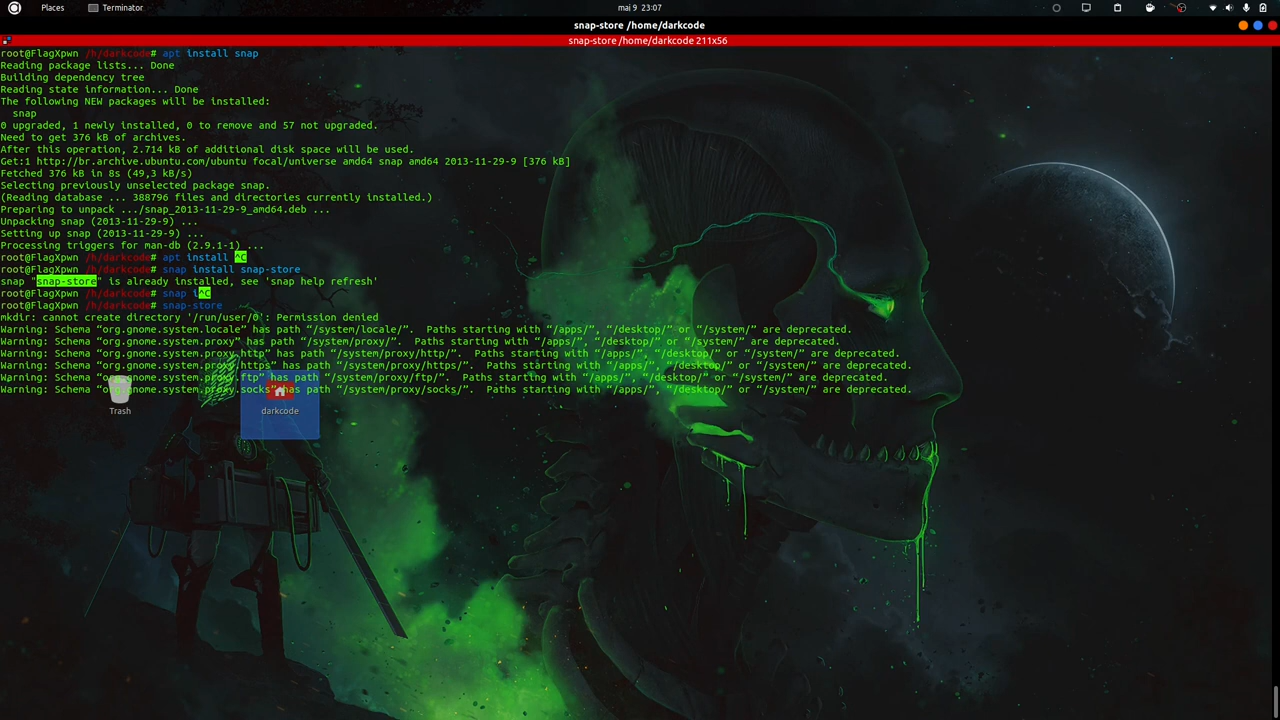 Places Terminator maj 9 23:07
snap-store /home/darkcode
snap-store /home/darkcode 211x56
root@FlagXpwn /h/darkcode# apt install snap
Reading package lists... Done
Building dependency tree
Reading state information... Done
The following NEW packages will be installed:
snap
0 upgraded, 1 newly installed, 0 to remove and 57 not upgraded.
Need to get 376 kB of archives.
After this operation, 2.714 kB of additional disk space will be used.
Get:1 http://br.archive.ubuntu.com/ubuntu focal/universe amd64 snap amd64 2013-11-29-9 [376 kB]
Fetched 376 kB in 8s (49,3 kB/s)
Selecting previously unselected package snap.
(Reading database ... 388796 files and directories currently installed.)
Preparing to unpack .../snap_2013-11-29-9_amd64.deb ...
Unpacking snap (2013-11-29-9) ...
Setting up snap (2013-11-29-9) ...
Processing triggers for man-db (2.9.1-1) ...
root@FlagXpwn /h/darkcode# apt install ^C
root@FlagXpwn /h/darkcode# snap install snap-store
snap "snap-store" is already installed, see 'snap help refresh'
root@FlagXpwn /h/darkcode# snap i^C
root@FlagXpwn /h/darkcode# snap-store
mkdir: cannot create directory '/run/user/0': Permission denied
Warning: Schema “org.gnome.system.locale” has path “/system/locale/”.  Paths starting with “/apps/”, “/desktop/” or “/system/” are deprecated.
Warning: Schema “org.gnome.system.proxy” has path “/system/proxy/”.  Paths starting with “/apps/”, “/desktop/” or “/system/” are deprecated.
Warning: Schema “org.gnome.system.proxy.http” has path “/system/proxy/http/”.  Paths starting with “/apps/”, “/desktop/” or “/system/” are deprecated.
Warning: Schema “org.gnome.system.proxy.https” has path “/system/proxy/https/”.  Paths starting with “/apps/”, “/desktop/” or “/system/” are deprecated.
Warning: Schema “org.gnome.system.proxy.ftp” has path “/system/proxy/ftp/”.  Paths starting with “/apps/”, “/desktop/” or “/system/” are deprecated.
Warning: Schema “org.gnome.system.proxy.socks” has path “/system/proxy/socks/”.  Paths starting with “/apps/”, “/desktop/” or “/system/” are deprecated.
Trash darkcode